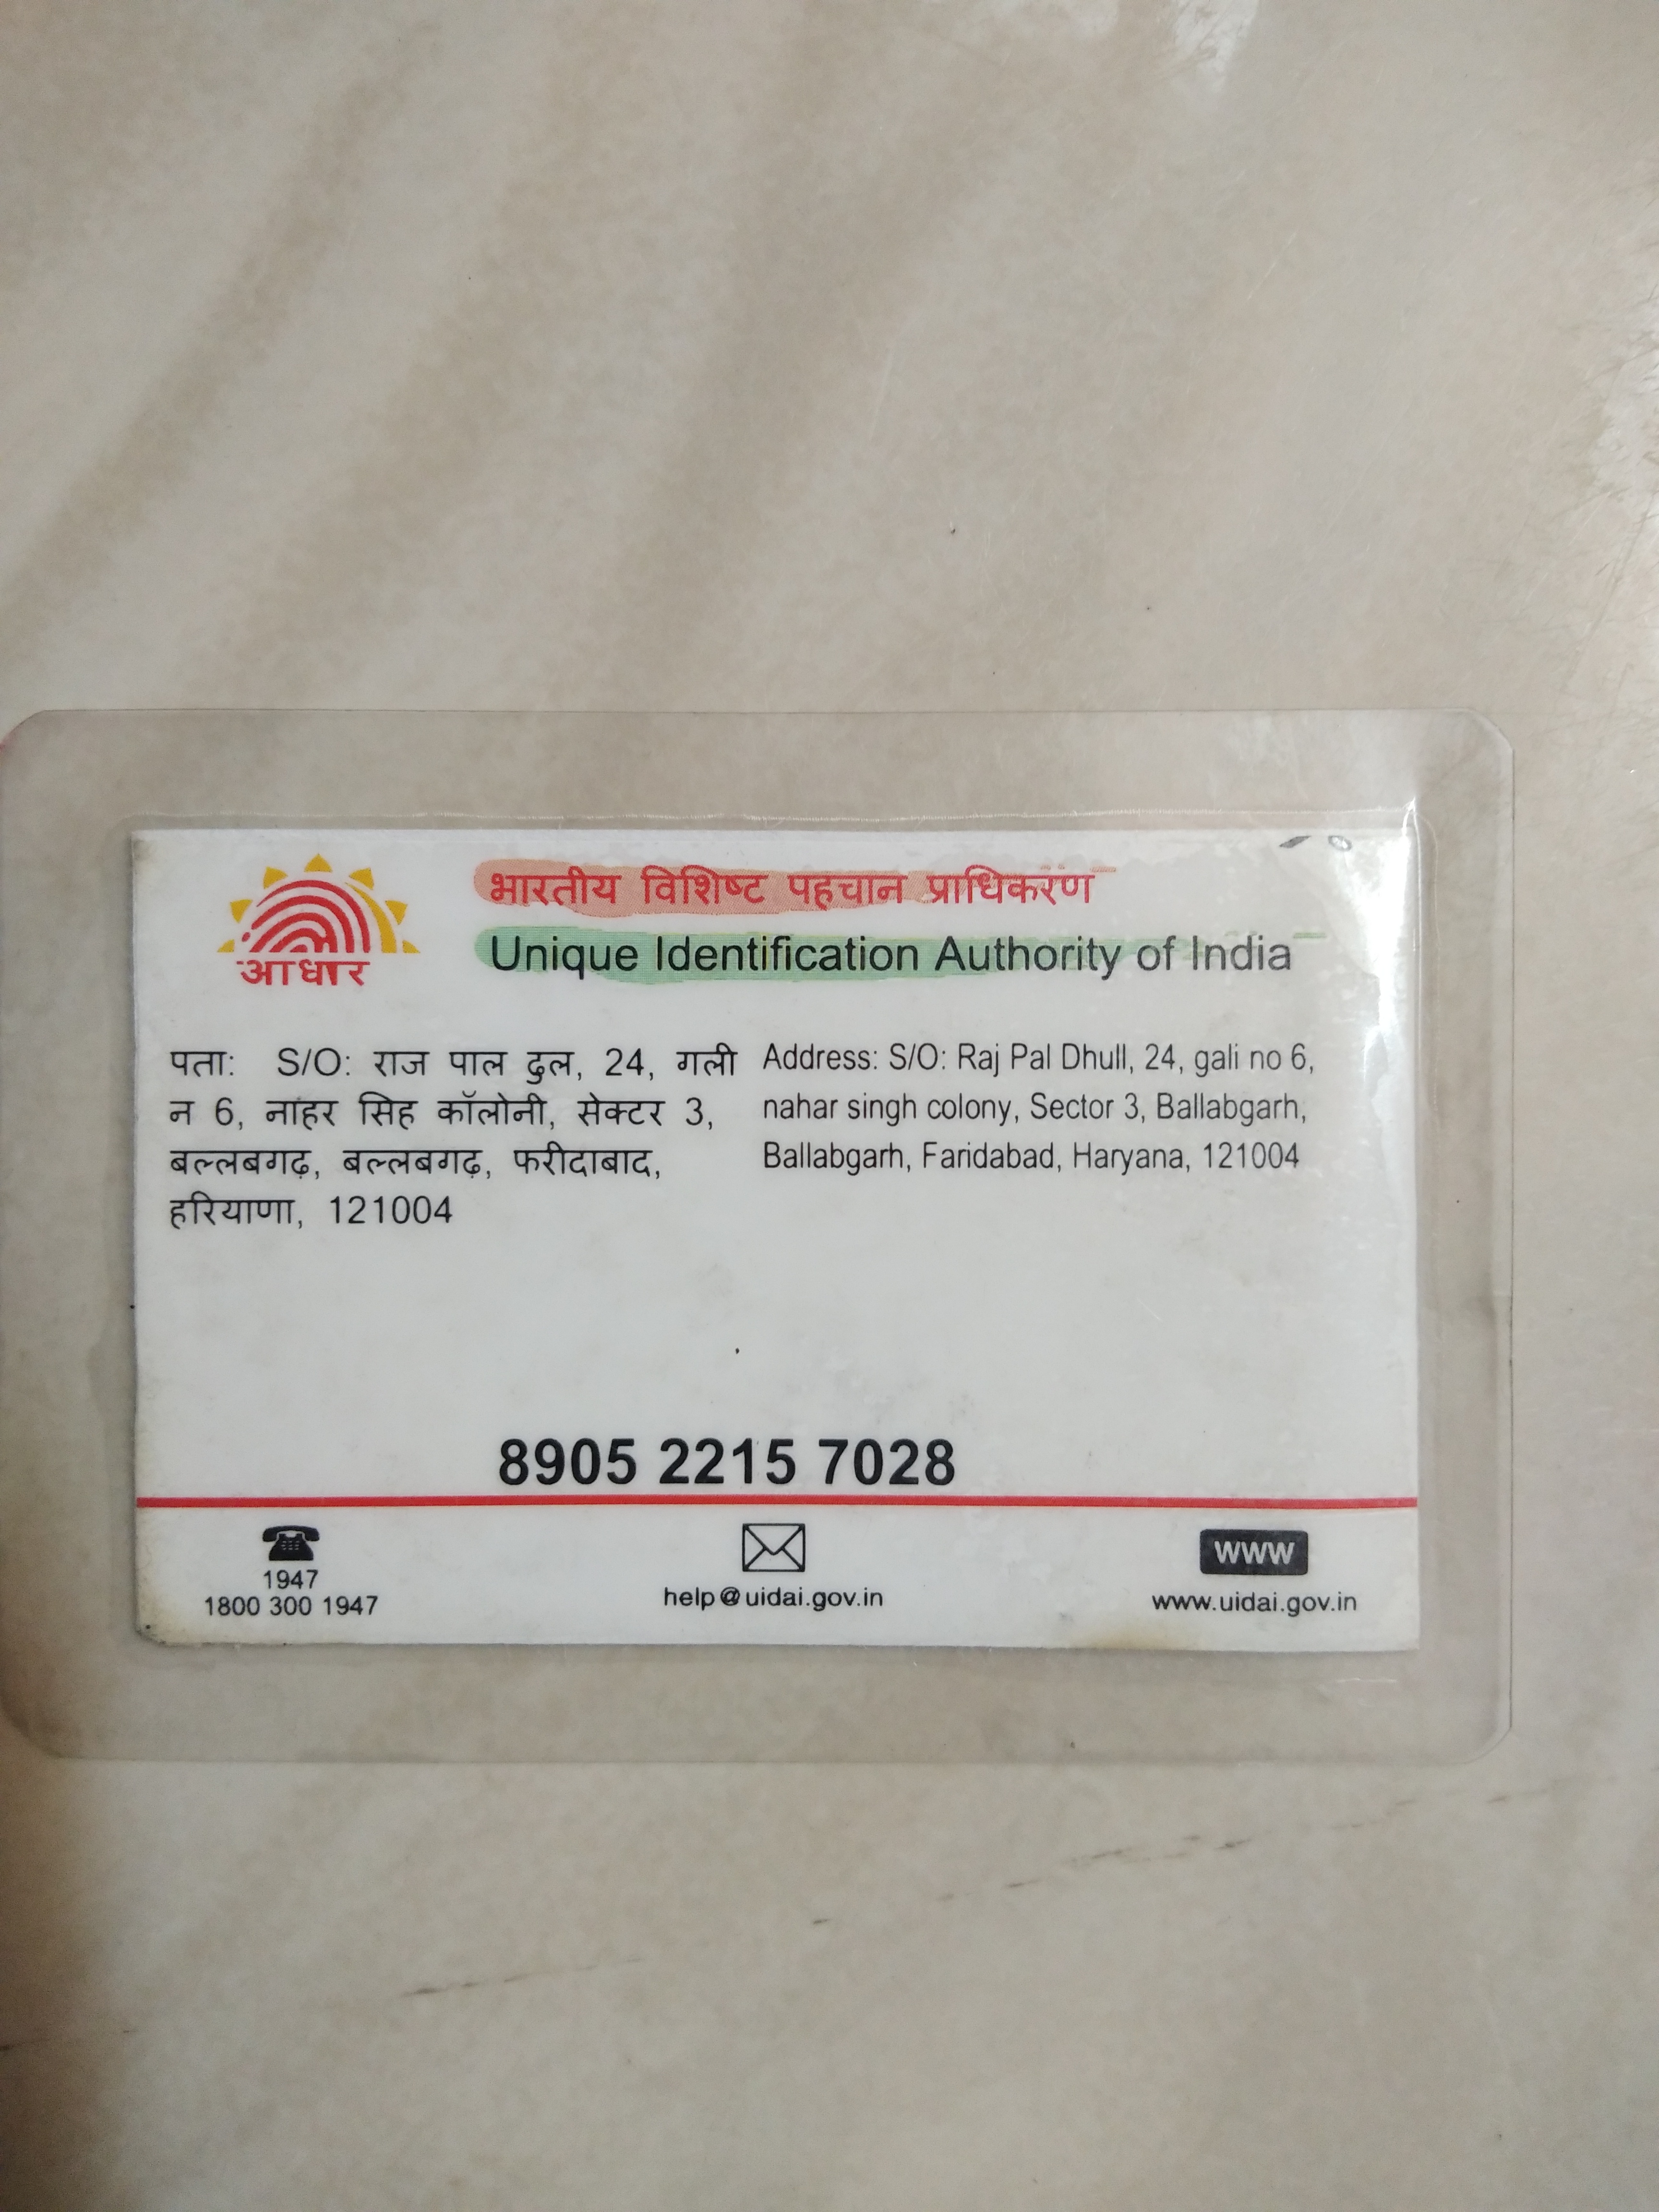 आधार
भारतीय विशिष्ट पहचान प्राधिकरण
Unique Identification Authority of India
पता: S/O: राज पाल ढुल, 24, गली
न 6, नाहर सिह कॉलोनी, सेक्टर 3,
बल्लबगढ़, बल्लबगढ़, फरीदाबाद,
हरियाणा, 121004
Address: S/O: Raj Pal Dhull, 24, gali no 6,
nahar singh colony, Sector 3, Ballabgarh,
Ballabgarh, Faridabad, Haryana, 121004
8905 2215 7028
1947
1800 300 1947
help@uidai.gov.in
www
www.uidai.gov.in